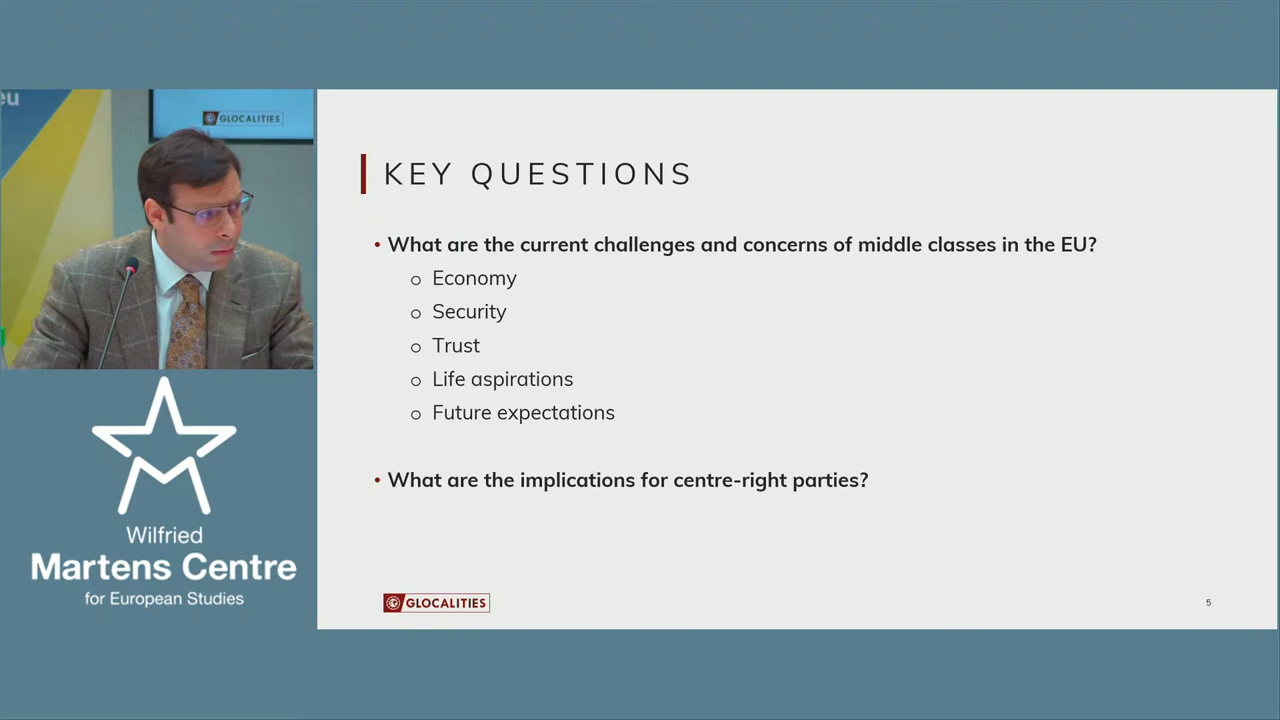 eu
GLOCALITIES
KEY QUESTIONS
• What are the current challenges and concerns of middle classes in the EU?
o Economy
o Security
o Trust
o Life aspirations
o Future expectations
• What are the implications for centre-right parties?
Wilfried
Martens Centre
for European Studies
GLOCALITIES
5